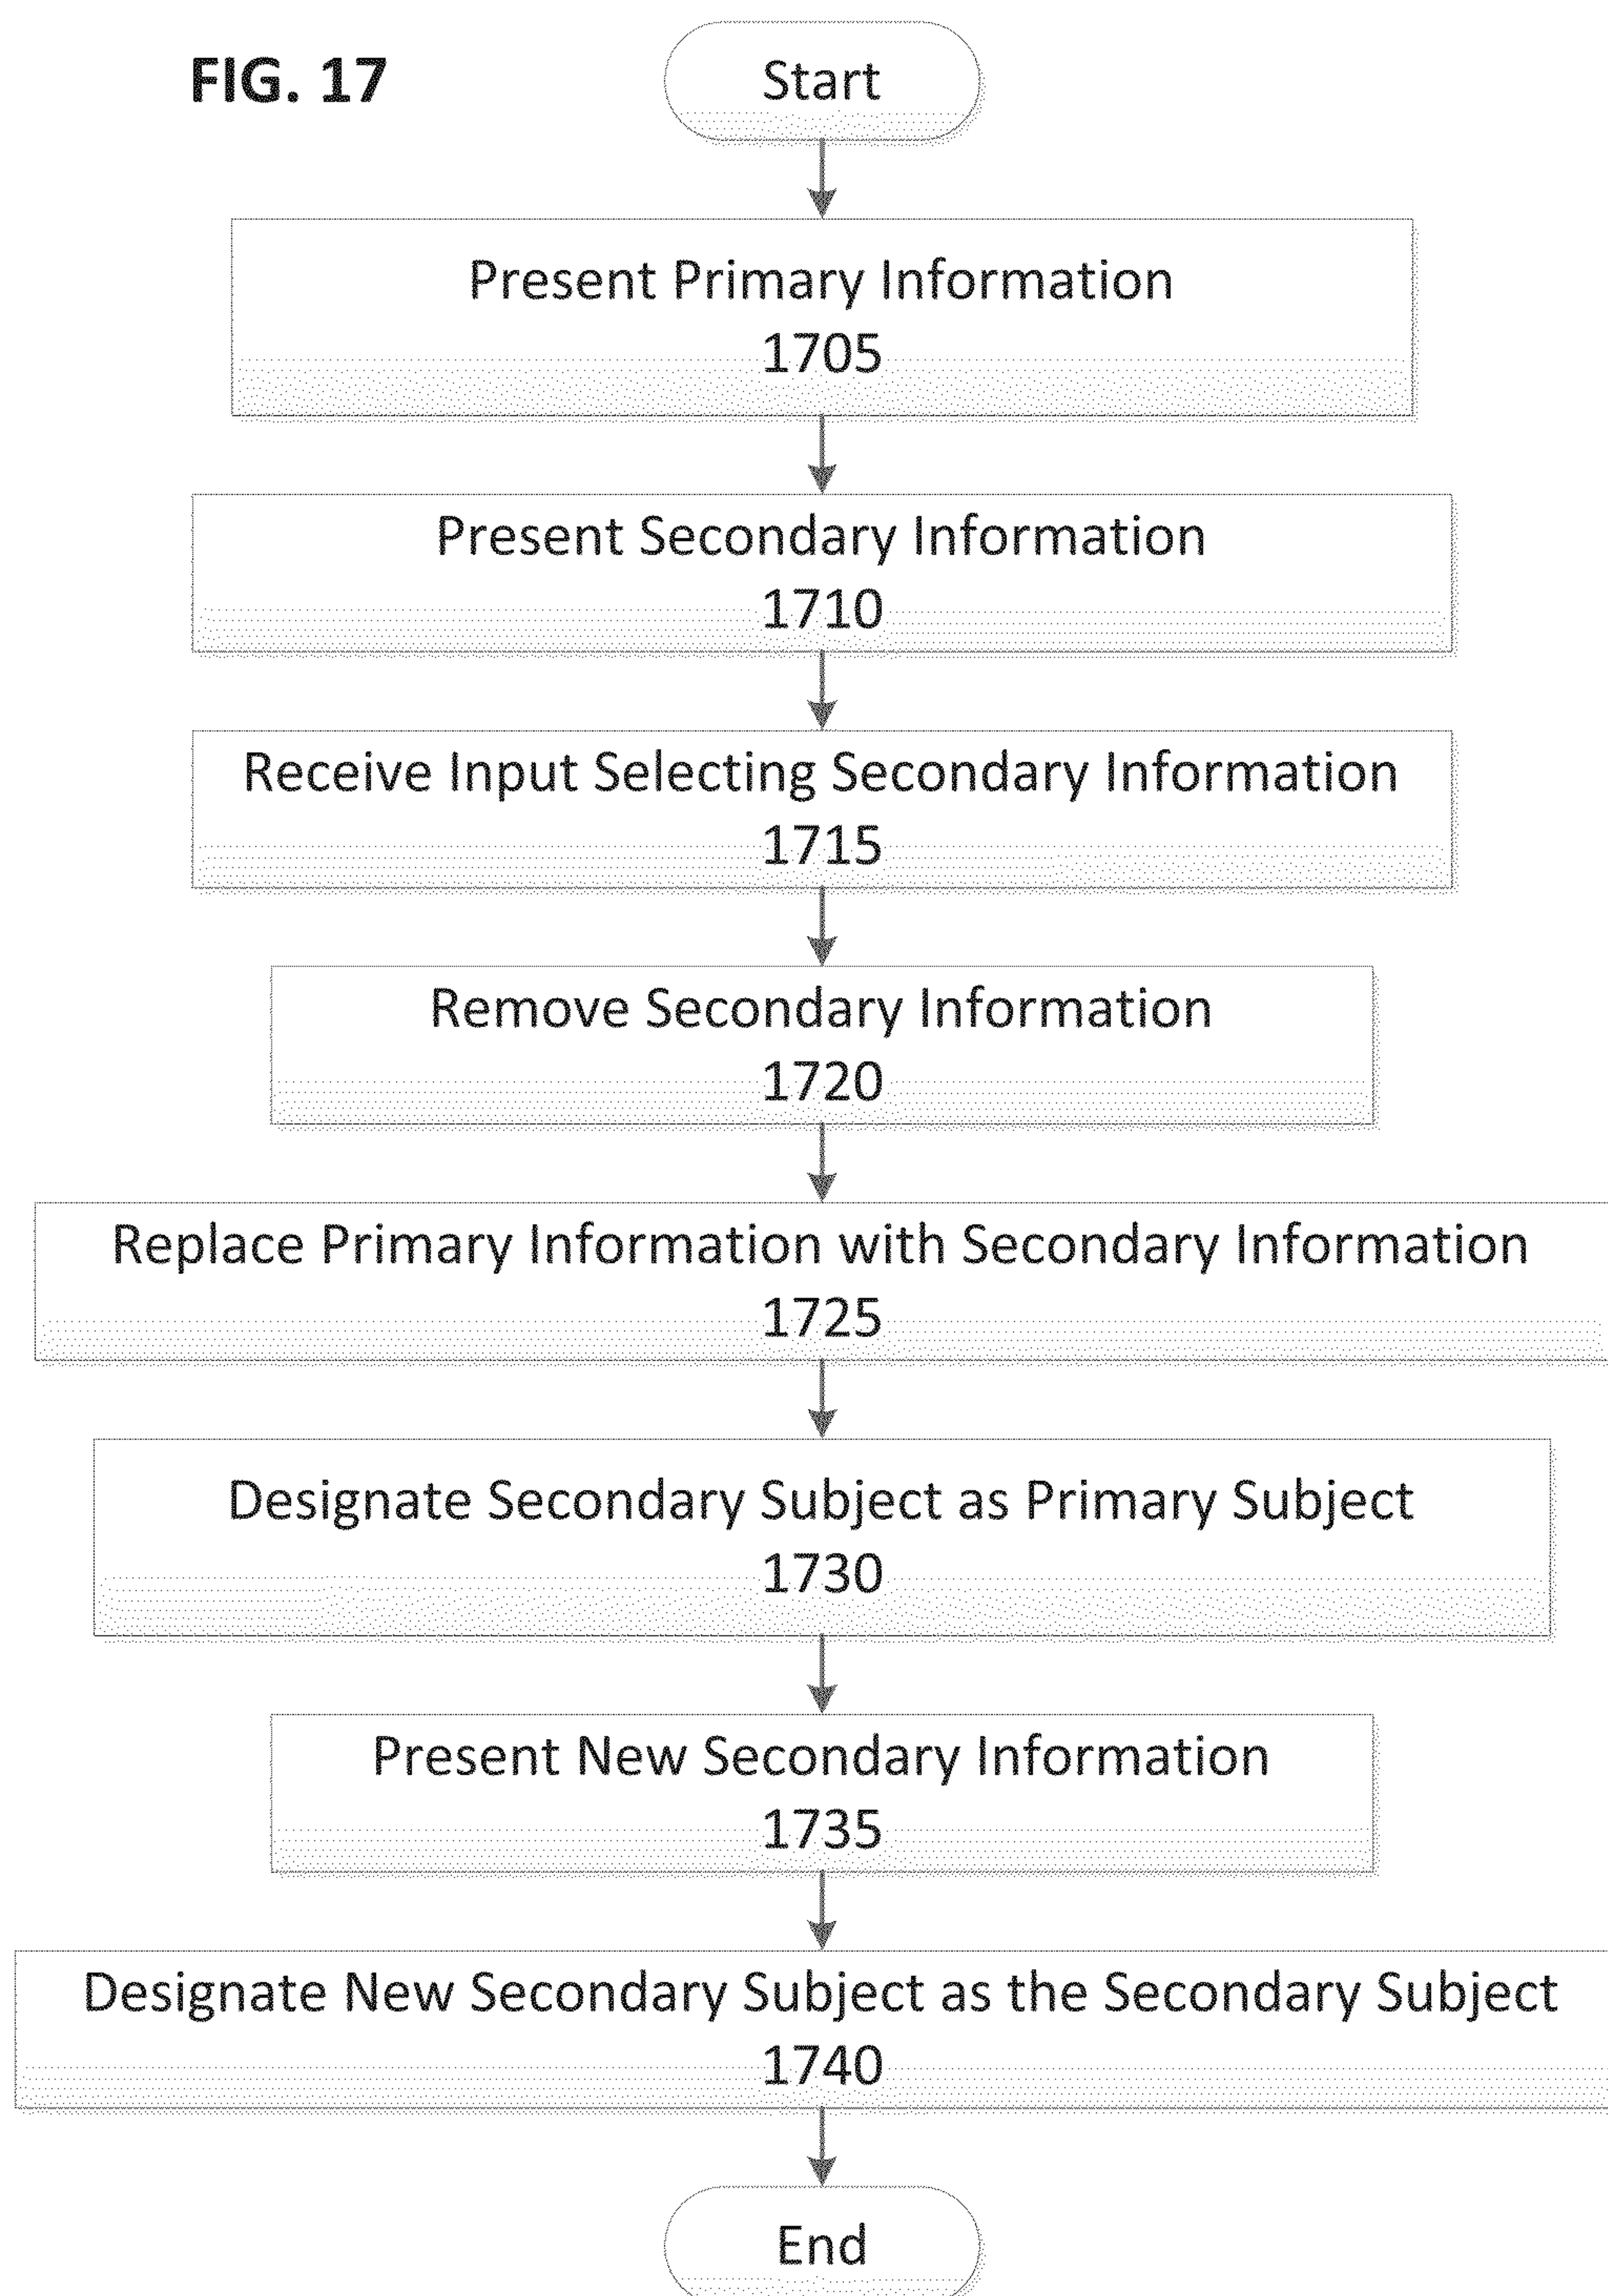 FIG. 17
Start
Present Primary Information
1705
Present Secondary Information
1710
Receive Input Selecting Secondary Information
1715
Remove Secondary Information
1720
Replace Primary Information with Secondary Information
1725
Designate Secondary Subject as Primary Subject
1730
Present New Secondary Information
1735
Designate New Secondary Subject as the Secondary Subject
1740
End